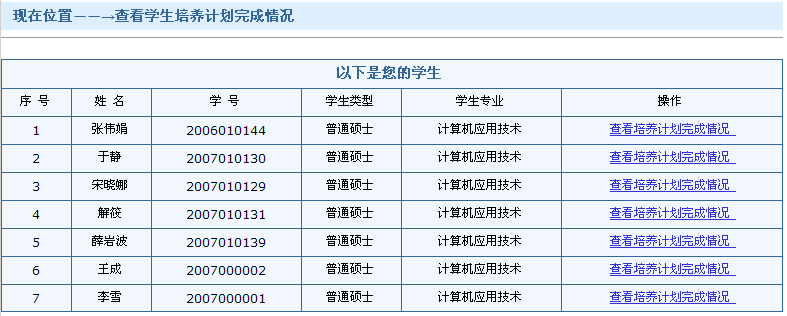 现在位置——→查看学生培养计划完成情况
以下是您的学生
序 号 姓 名 学 号 学生类型 学生专业 操作
1 张伟娟 2006010144 普通硕士 计算机应用技术 查看培养计划完成情况
2 于静 2007010130 普通硕士 计算机应用技术 查看培养计划完成情况
3 宋晓娜 2007010129 普通硕士 计算机应用技术 查看培养计划完成情况
4 解筱 2007010131 普通硕士 计算机应用技术 查看培养计划完成情况
5 薛岩波 2007010139 普通硕士 计算机应用技术 查看培养计划完成情况
6 王成 2007000002 普通硕士 计算机应用技术 查看培养计划完成情况
7 李雪 2007000001 普通硕士 计算机应用技术 查看培养计划完成情况